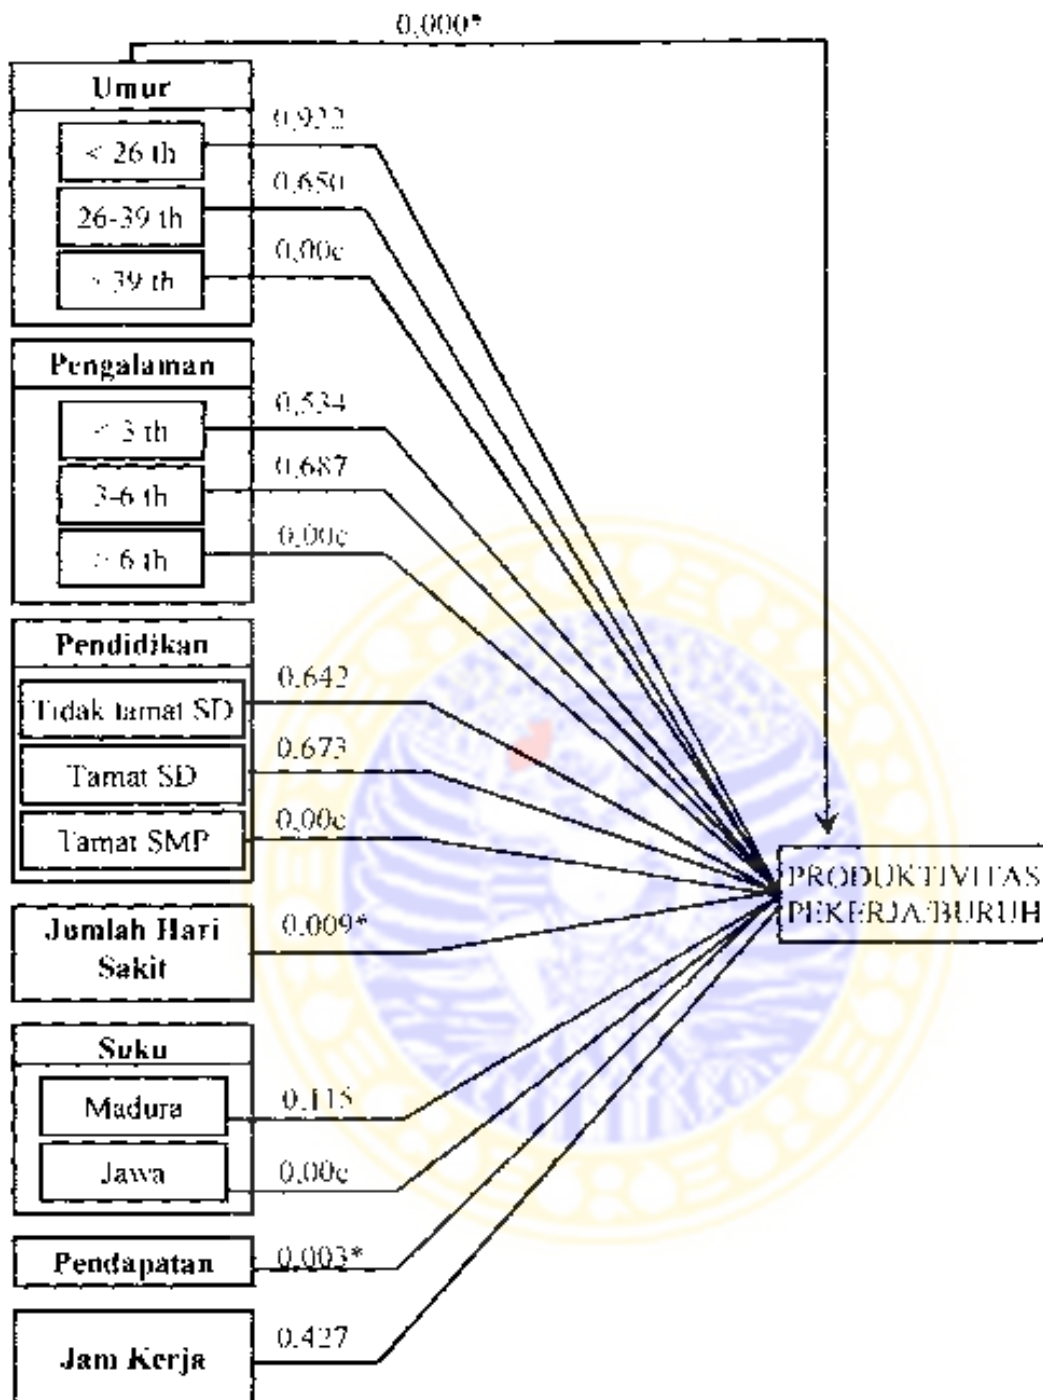 0,000*
Umur
< 26 th
0,922
26-39 th
0,650
> 39 th
0,00c
Pengalaman
< 3 th
0,534
3-6 th
0,687
> 6 th
0,00c
Pendidikan
Tidak tamat SD
0,642
Tamat SD
0,673
Tamat SMP
0,00c
Jumlah Hari
Sakit
0,009*
PRODUKTIVITAS
PEKERJA/BURUH
Suku
Madura
0,115
Jawa
0,00c
Pendapatan
0,003*
Jam Kerja
0,427